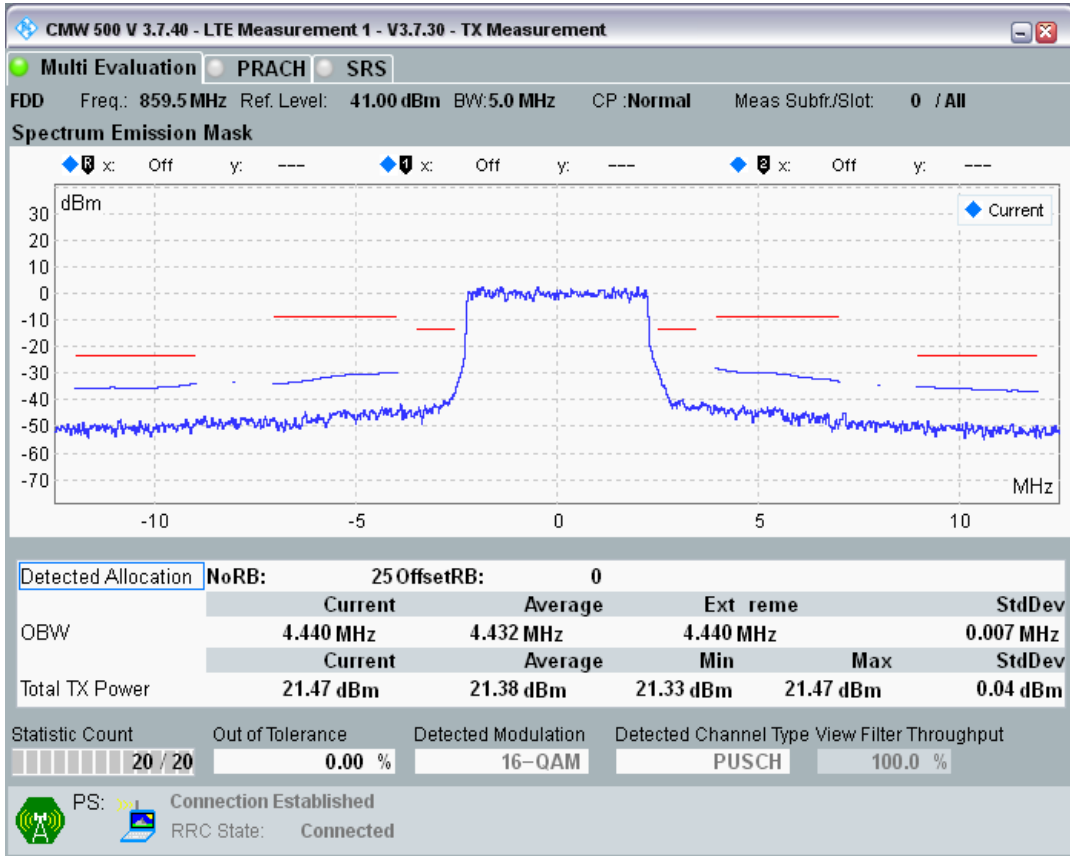 CMW 500 V 3.7.40 - LTE Measurement 1 - V3.7.30 - TX Measurement
Multi Evaluation PRACH SRS
FDD Freq.: 859.5 MHz Ref. Level: 41.00 dBm BW: 5.0 MHz CP : Normal Meas Subfr./Slot: 0 / All
Spectrum Emission Mask
R x: Off y: --- 1 x: Off y: --- 2 x: Off y: ---
dBm
Current
30
20
10
0
-10
-20
-30
-40
-50
-60
-70
MHz
-10 -5 0 5 10
Detected Allocation NoRB: 25 OffsetRB: 0
Current Average Ext reme StdDev
OBW 4.440 MHz 4.432 MHz 4.440 MHz 0.007 MHz
Current Average Min Max StdDev
Total TX Power 21.47 dBm 21.38 dBm 21.33 dBm 21.47 dBm 0.04 dBm
Statistic Count Out of Tolerance Detected Modulation Detected Channel Type View Filter Throughput
20 / 20 0.00 % 16-QAM PUSCH 100.0 %
PS: Connection Established
RRC State: Connected